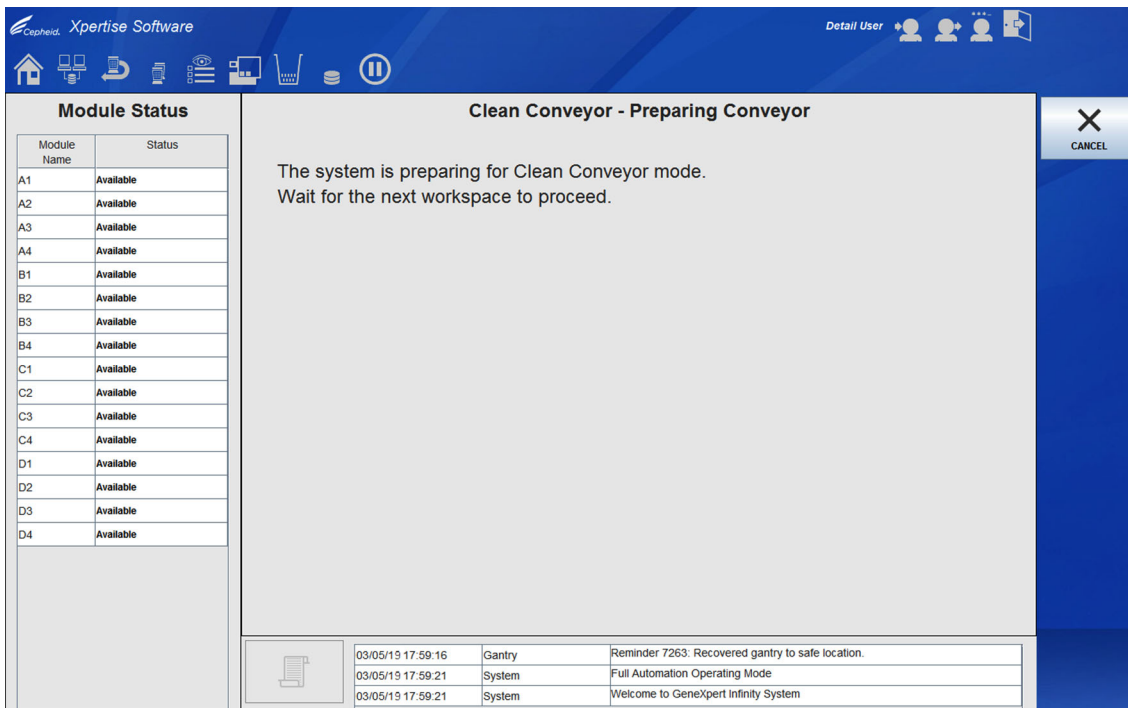 Cepheid. Xpertise Software
Detail User
Module Status
Module Name Status
A1 Available
A2 Available
A3 Available
A4 Available
B1 Available
B2 Available
B3 Available
B4 Available
C1 Available
C2 Available
C3 Available
C4 Available
D1 Available
D2 Available
D3 Available
D4 Available
Clean Conveyor - Preparing Conveyor
The system is preparing for Clean Conveyor mode.
Wait for the next workspace to proceed.
CANCEL
03/05/19 17:59:16 Gantry Reminder 7263: Recovered gantry to safe location.
03/05/19 17:59:21 System Full Automation Operating Mode
03/05/19 17:59:21 System Welcome to GeneXpert Infinity System